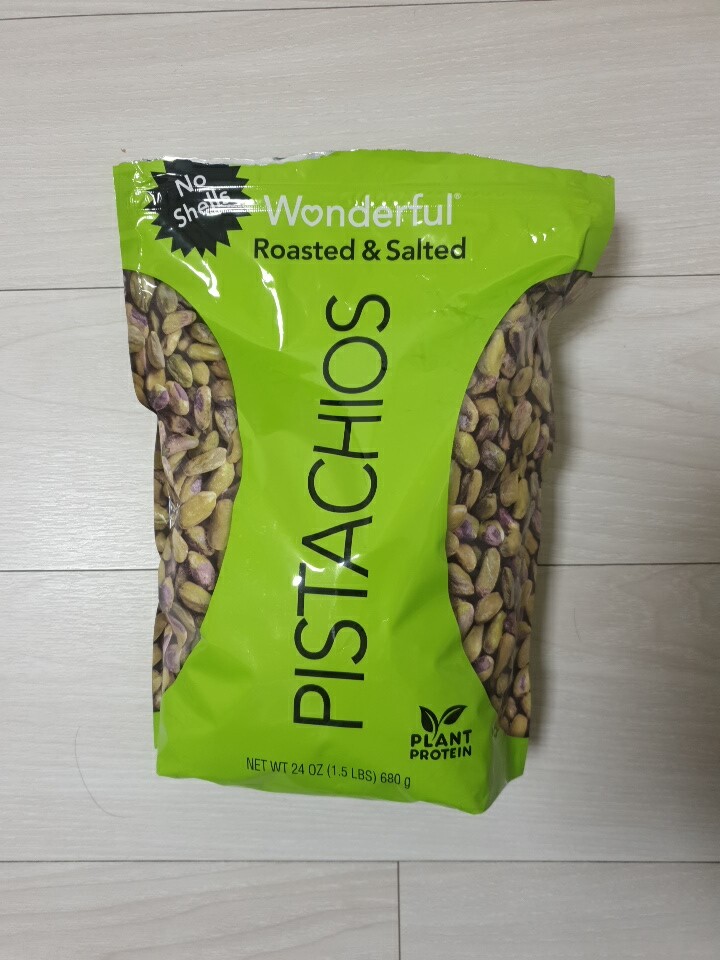 No
Shells
Wonderful®
Roasted & Salted
PISTACHIOS
PLANT
PROTEIN
NET WT 24 OZ (1.5 LBS) 680 g